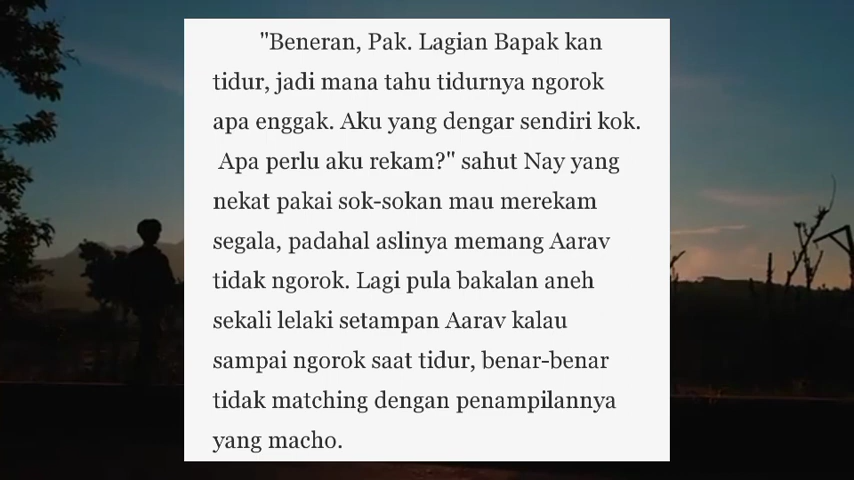 "Beneran, Pak. Lagian Bapak kan
tidur, jadi mana tahu tidurnya ngorok
apa enggak. Aku yang dengar sendiri kok.
Apa perlu aku rekam?" sahut Nay yang
nekat pakai sok-sokan mau merekam
segala, padahal aslinya memang Aarav
tidak ngorok. Lagi pula bakalan aneh
sekali lelaki setampan Aarav kalau
sampai ngorok saat tidur, benar-benar
tidak matching dengan penampilannya
yang macho.